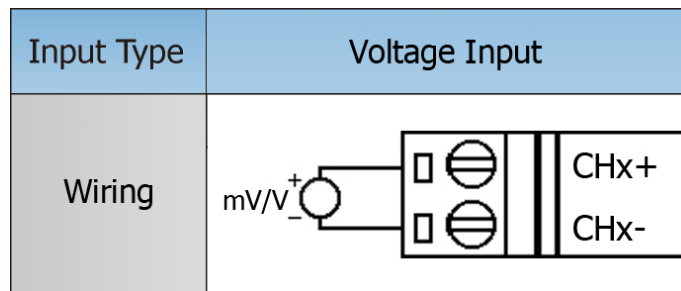 Input Type
Voltage Input
Wiring
mV/V
+
−
CHx+
CHx-